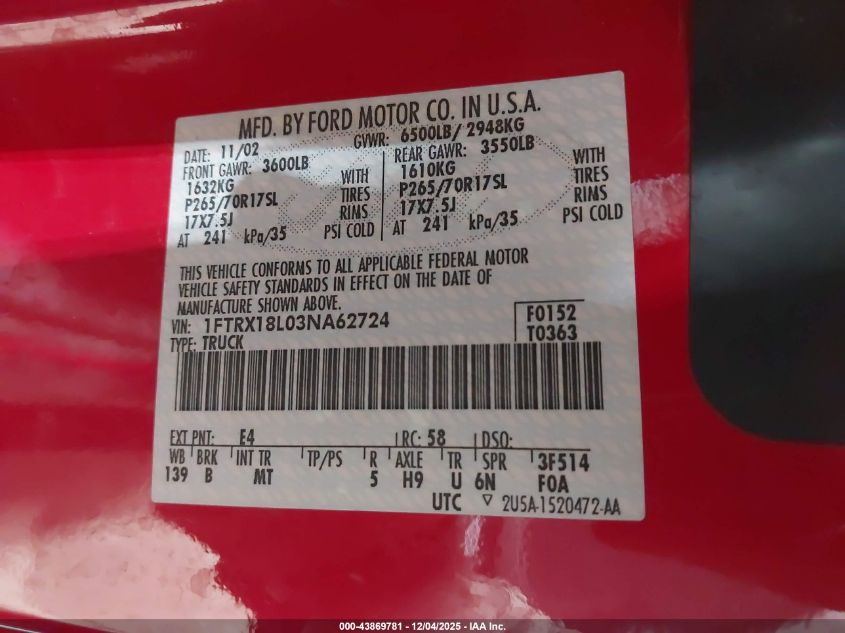 MFD. BY FORD MOTOR CO. IN U.S.A.
DATE: 11/02 GVWR: 6500LB/ 2948KG
FRONT GAWR: 3600LB REAR GAWR: 3550LB
1632KG WITH 1610KG WITH
P265/70R17SL TIRES P265/70R17SL TIRES
17X7.5J RIMS 17X7.5J RIMS
AT 241 kPa/35 PSI COLD AT 241 kPa/35 PSI COLD
THIS VEHICLE CONFORMS TO ALL APPLICABLE FEDERAL MOTOR
VEHICLE SAFETY STANDARDS IN EFFECT ON THE DATE OF
MANUFACTURE SHOWN ABOVE.
VIN: 1FTRX18L03NA62724 F0152
TYPE: TRUCK T0363
EXT PNT: E4 RC: 58 DSO:
WB BRK INT TR TP/PS R AXLE TR SPR 3F514
139 B MT 5 H9 U 6N F0A
UTC ▽ 2U5A-1520472-AA
000-43869781 - 12/04/2025 - IAA Inc.